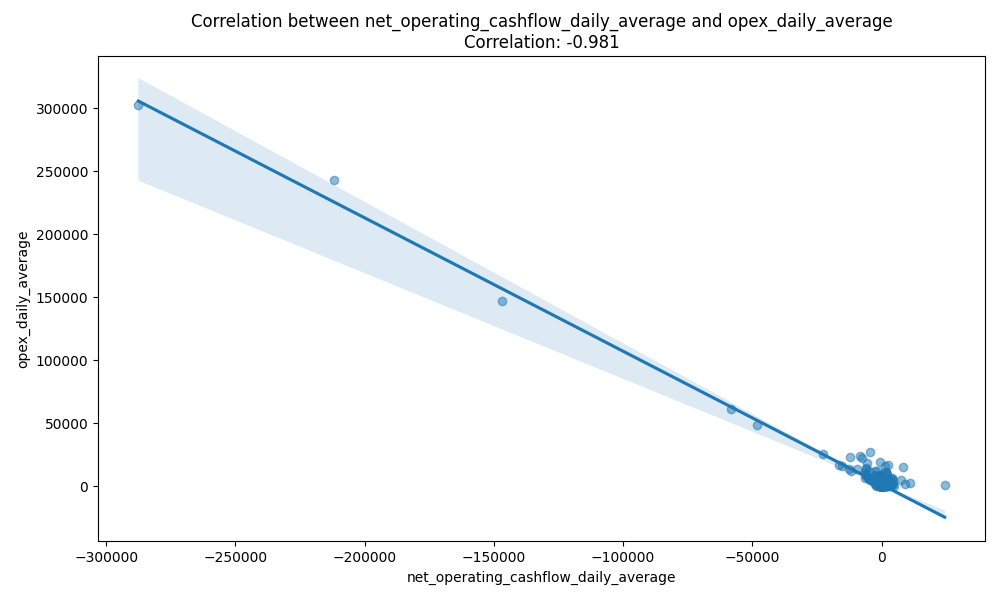 Correlation between net_operating_cashflow_daily_average and opex_daily_average
Correlation: -0.981
300000
250000
200000
150000
100000
50000
0
opex_daily_average
−300000 −250000 −200000 −150000 −100000 −50000 0
net_operating_cashflow_daily_average